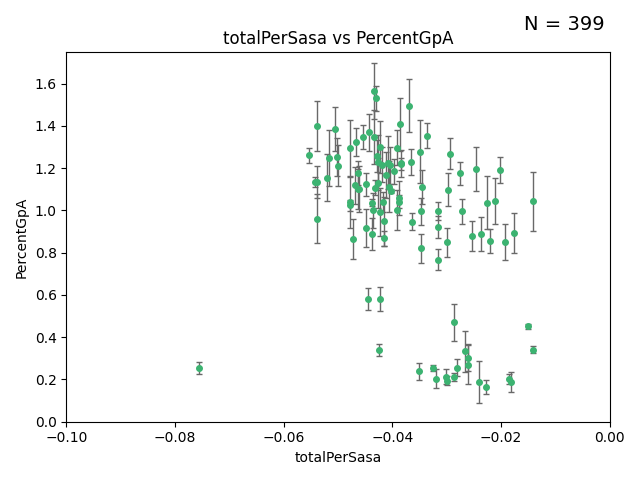 N = 399
totalPerSasa vs PercentGpA
PercentGpA
1.6
1.4
1.2
1.0
0.8
0.6
0.4
0.2
0.0
−0.10 −0.08 −0.06 −0.04 −0.02 0.00
totalPerSasa